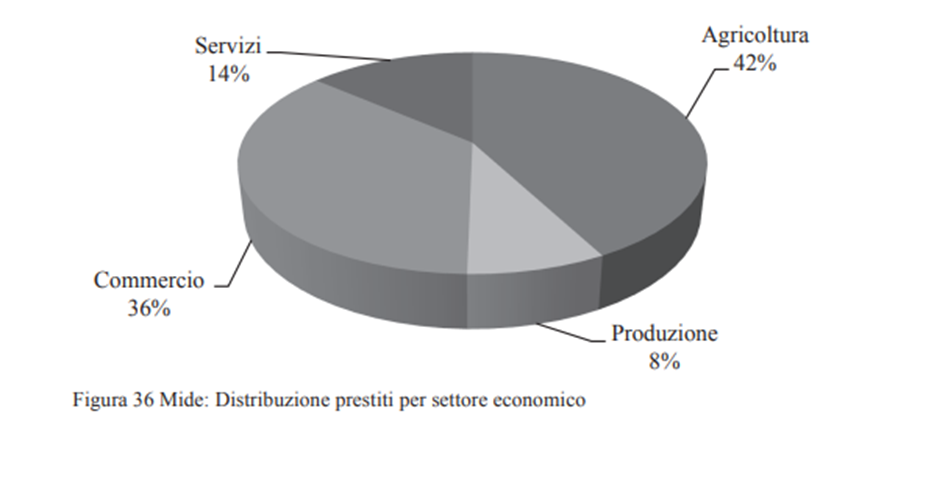 Servizi
14%
Agricoltura
42%
Commercio
36%
Produzione
8%
Figura 36 Mide: Distribuzione prestiti per settore economico